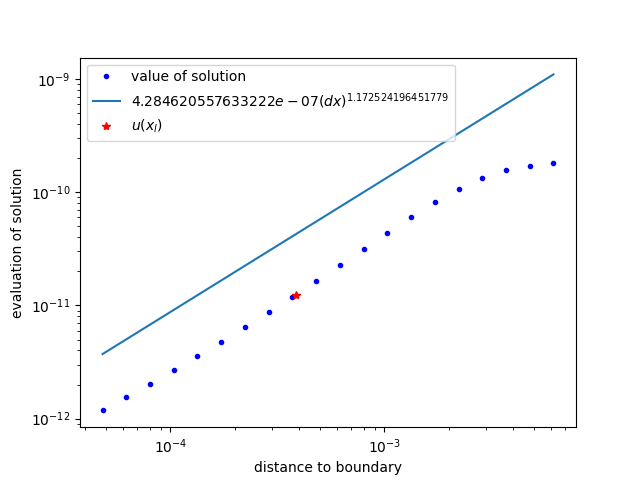 value of solution
4.284620557633222e − 07(dx)^1.172524196451779
u(x_l)
10^−9
10^−10
10^−11
10^−12
evaluation of solution
10^−4
10^−3
distance to boundary